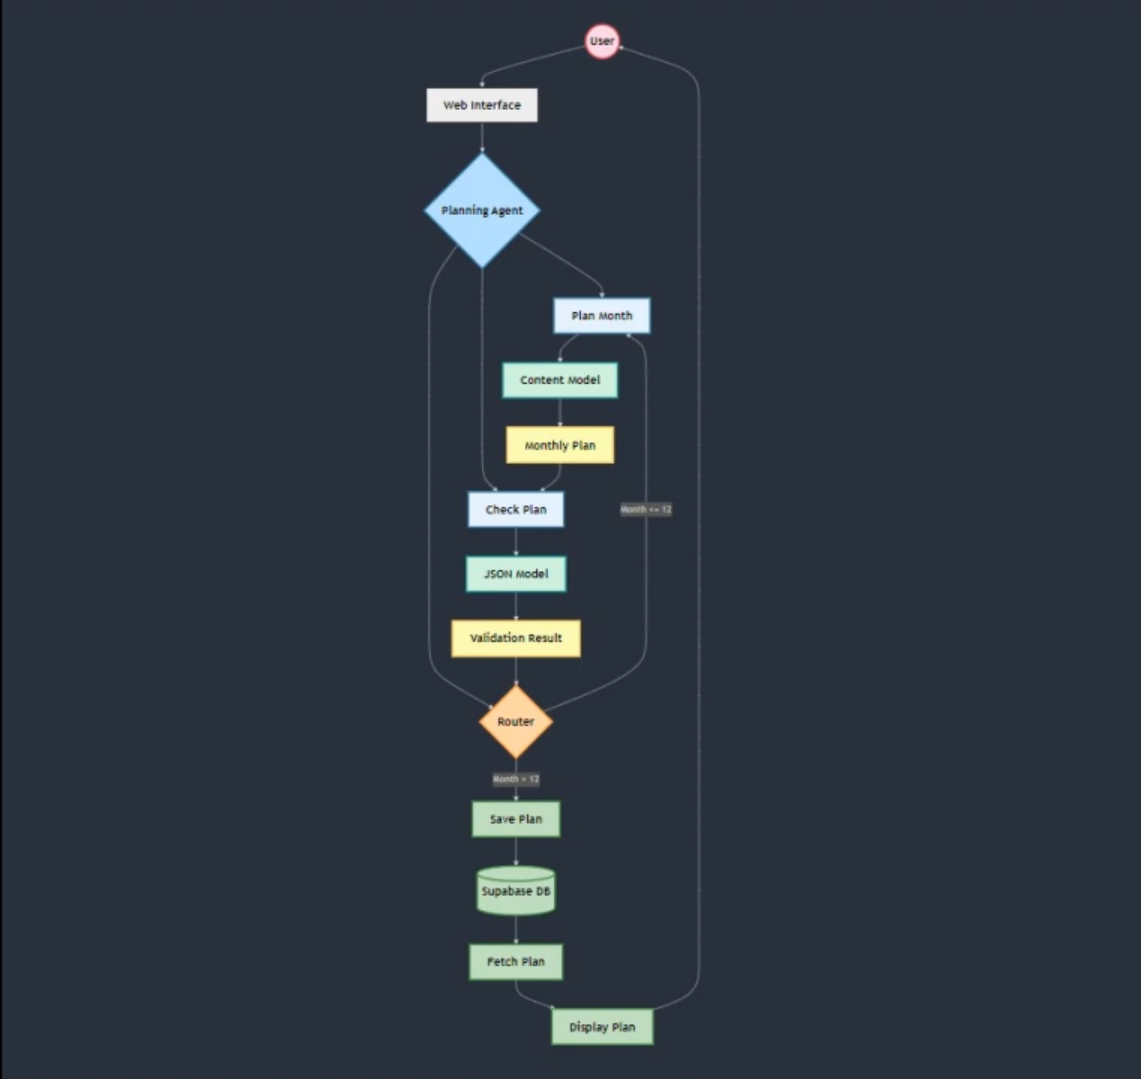 User
Web Interface
Planning Agent
Plan Month
Content Model
Monthly Plan
Check Plan
Month <= 12
JSON Model
Validation Result
Router
Month > 12
Save Plan
Supabase DB
Fetch Plan
Display Plan